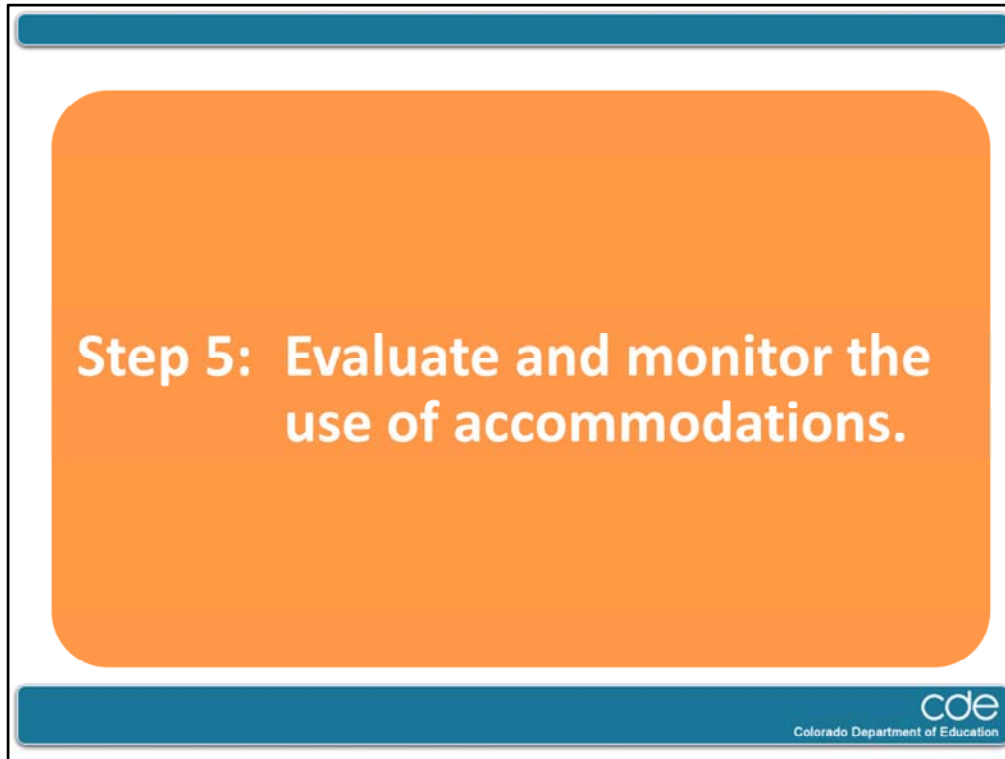 Step 5: Evaluate and monitor the
use of accommodations.
cde
Colorado Department of Education